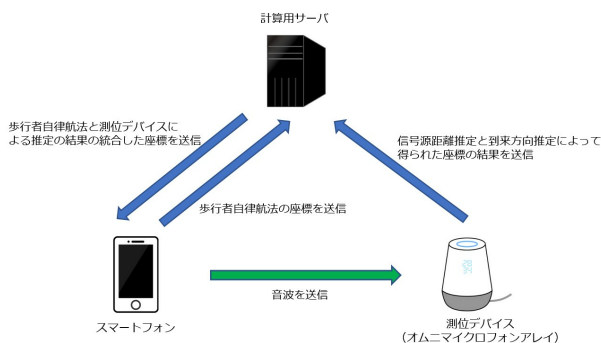 計算用サーバ
歩行者自律航法と測位デバイスに
よる推定の結果の統合した座標を送信
信号源距離推定と到来方向推定によって
得られた座標の結果を送信
歩行者自律航法の座標を送信
音波を送信
スマートフォン
測位デバイス
（オムニマイクロフォンアレイ）